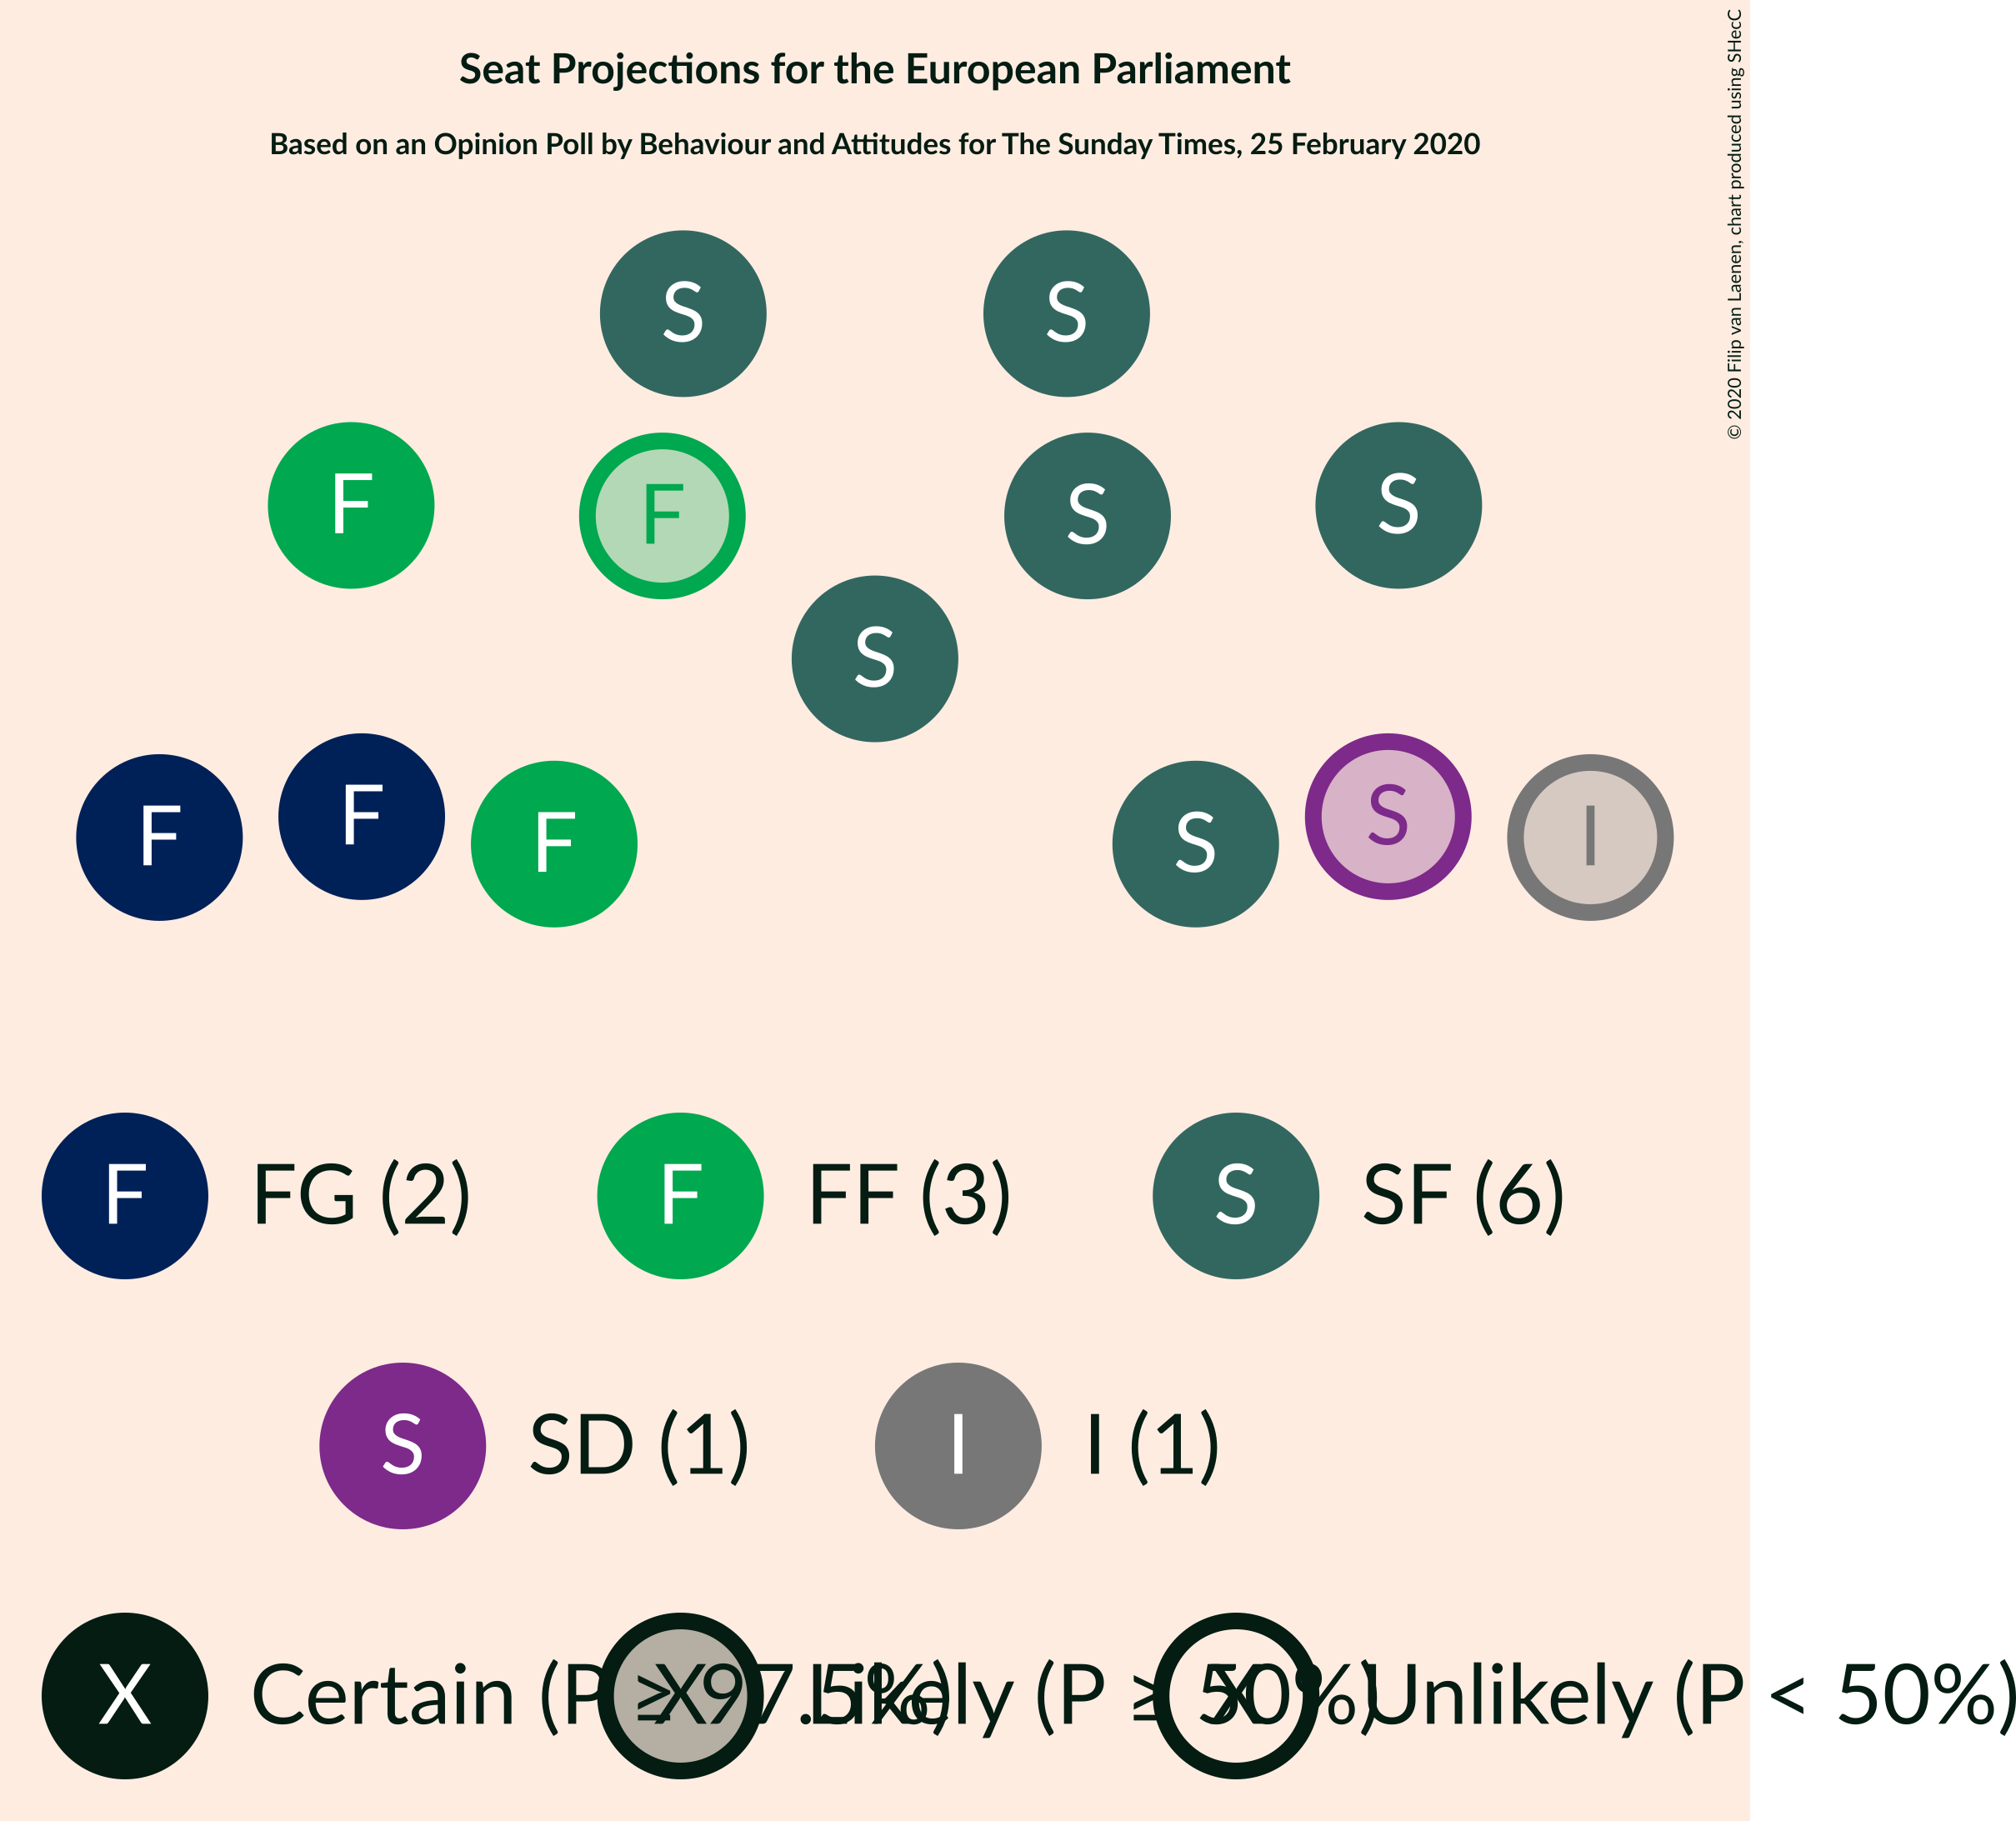 Seat Projections for the European Parliament
Based on an Opinion Poll by Behaviour and Attitudes for The Sunday Times, 25 February 2020
© 2020 Filip van Laenen, chart produced using SHecC
S S
F F S S
S
F F F S S I
F FG (2) F FF (3) S SF (6)
S SD (1) I I (1)
X Certain (P ≥ 97.5%) X Likely (P ≥ 50%) X Unlikely (P < 50%)